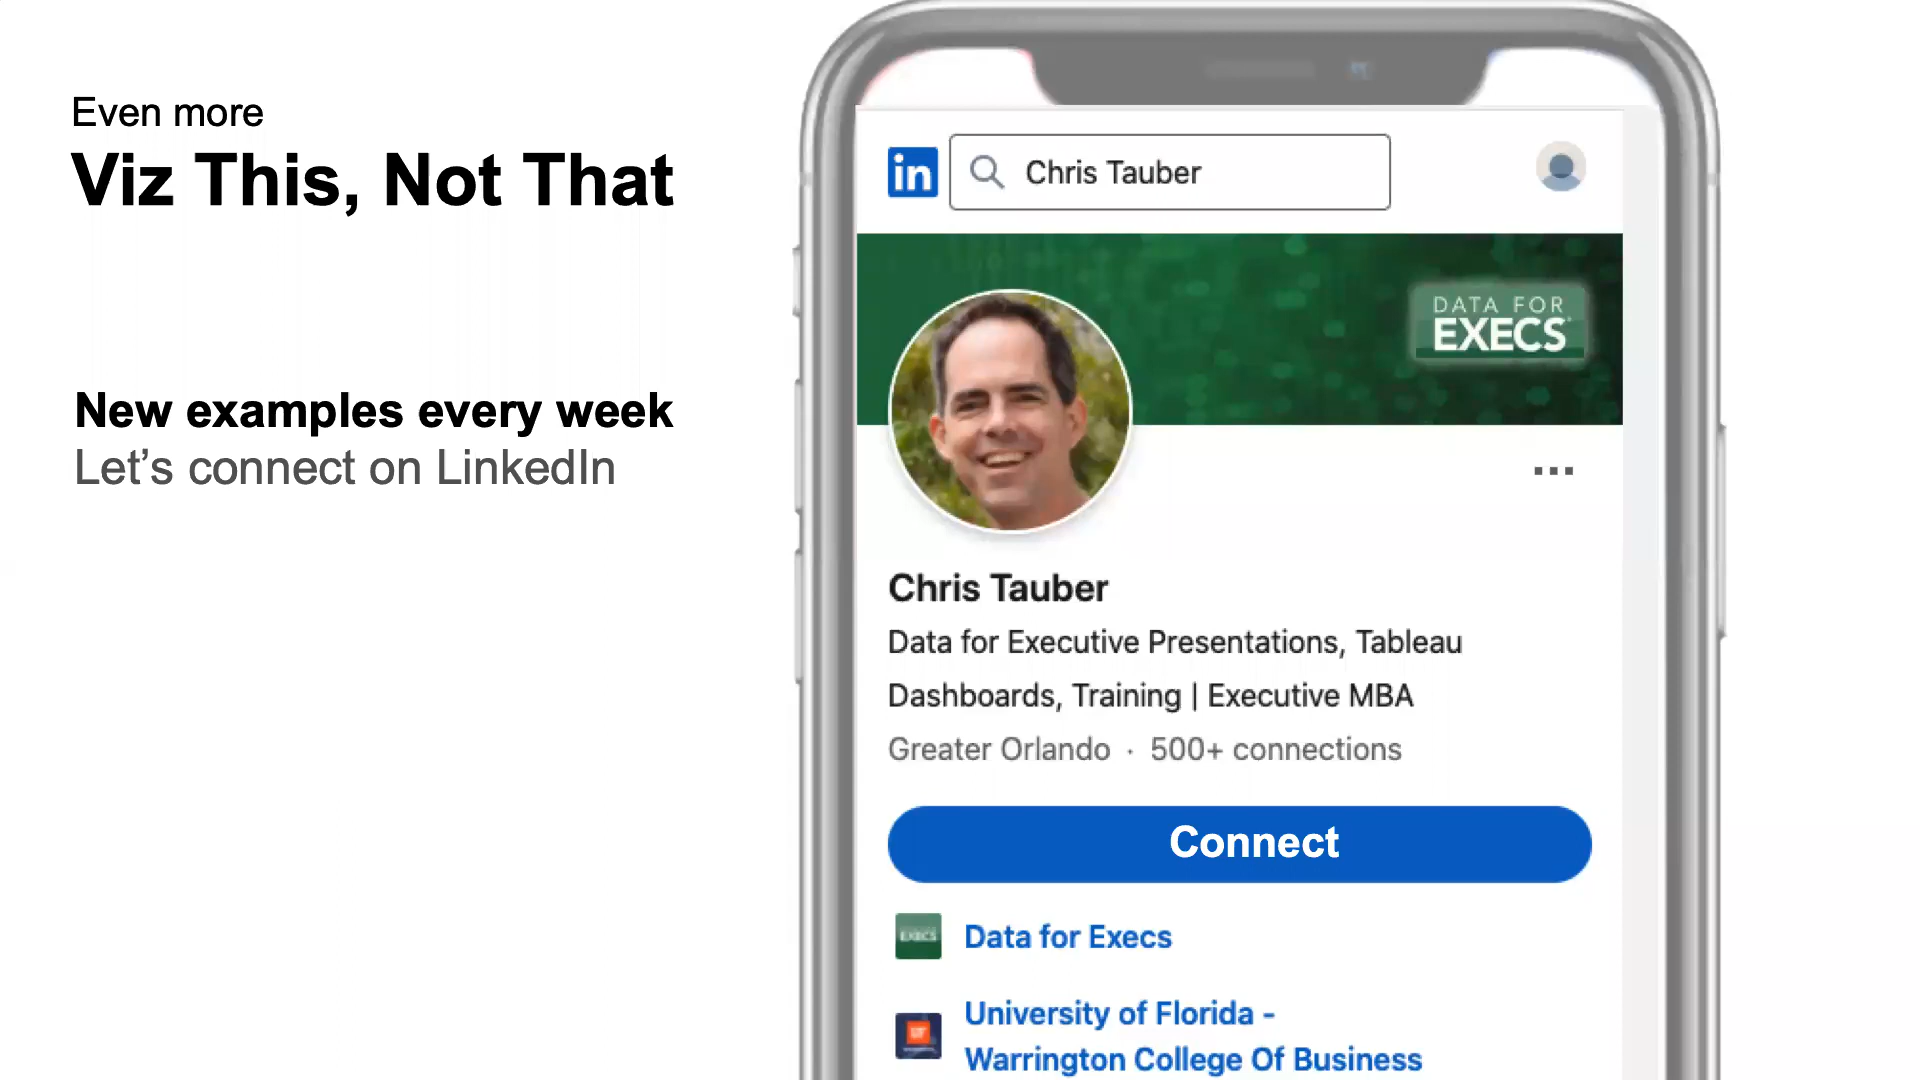 Even more
Viz This, Not That
New examples every week
Let’s connect on LinkedIn
in
Chris Tauber
DATA FOR
EXECS
Chris Tauber
Data for Executive Presentations, Tableau
Dashboards, Training | Executive MBA
Greater Orlando · 500+ connections
Connect
EXECS
Data for Execs
University of Florida -
Warrington College Of Business